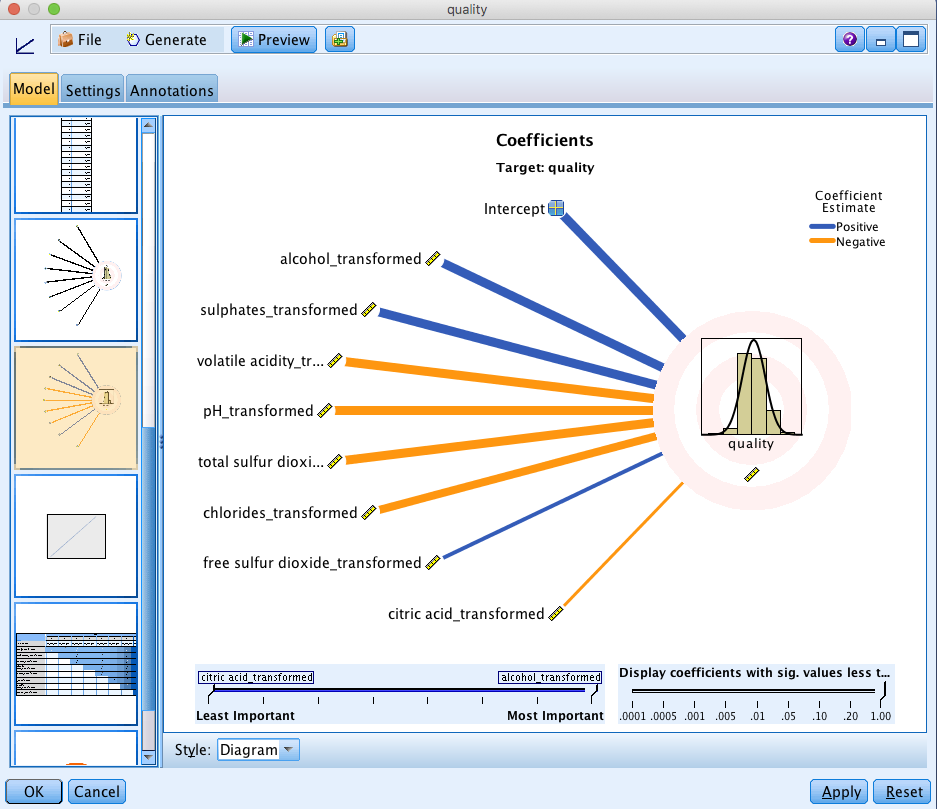 quality
File Generate Preview
Model Settings Annotations
Coefficients
Target: quality
Coefficient
Estimate
Positive
Negative
Intercept
alcohol_transformed
sulphates_transformed
volatile acidity_tr...
pH_transformed
total sulfur dioxi...
chlorides_transformed
free sulfur dioxide_transformed
citric acid_transformed
quality
citric acid_transformed alcohol_transformed
Least Important Most Important
Display coefficients with sig. values less t...
.0001 .0005 .001 .005 .01 .05 .10 .20 1.00
Style: Diagram
OK Cancel Apply Reset